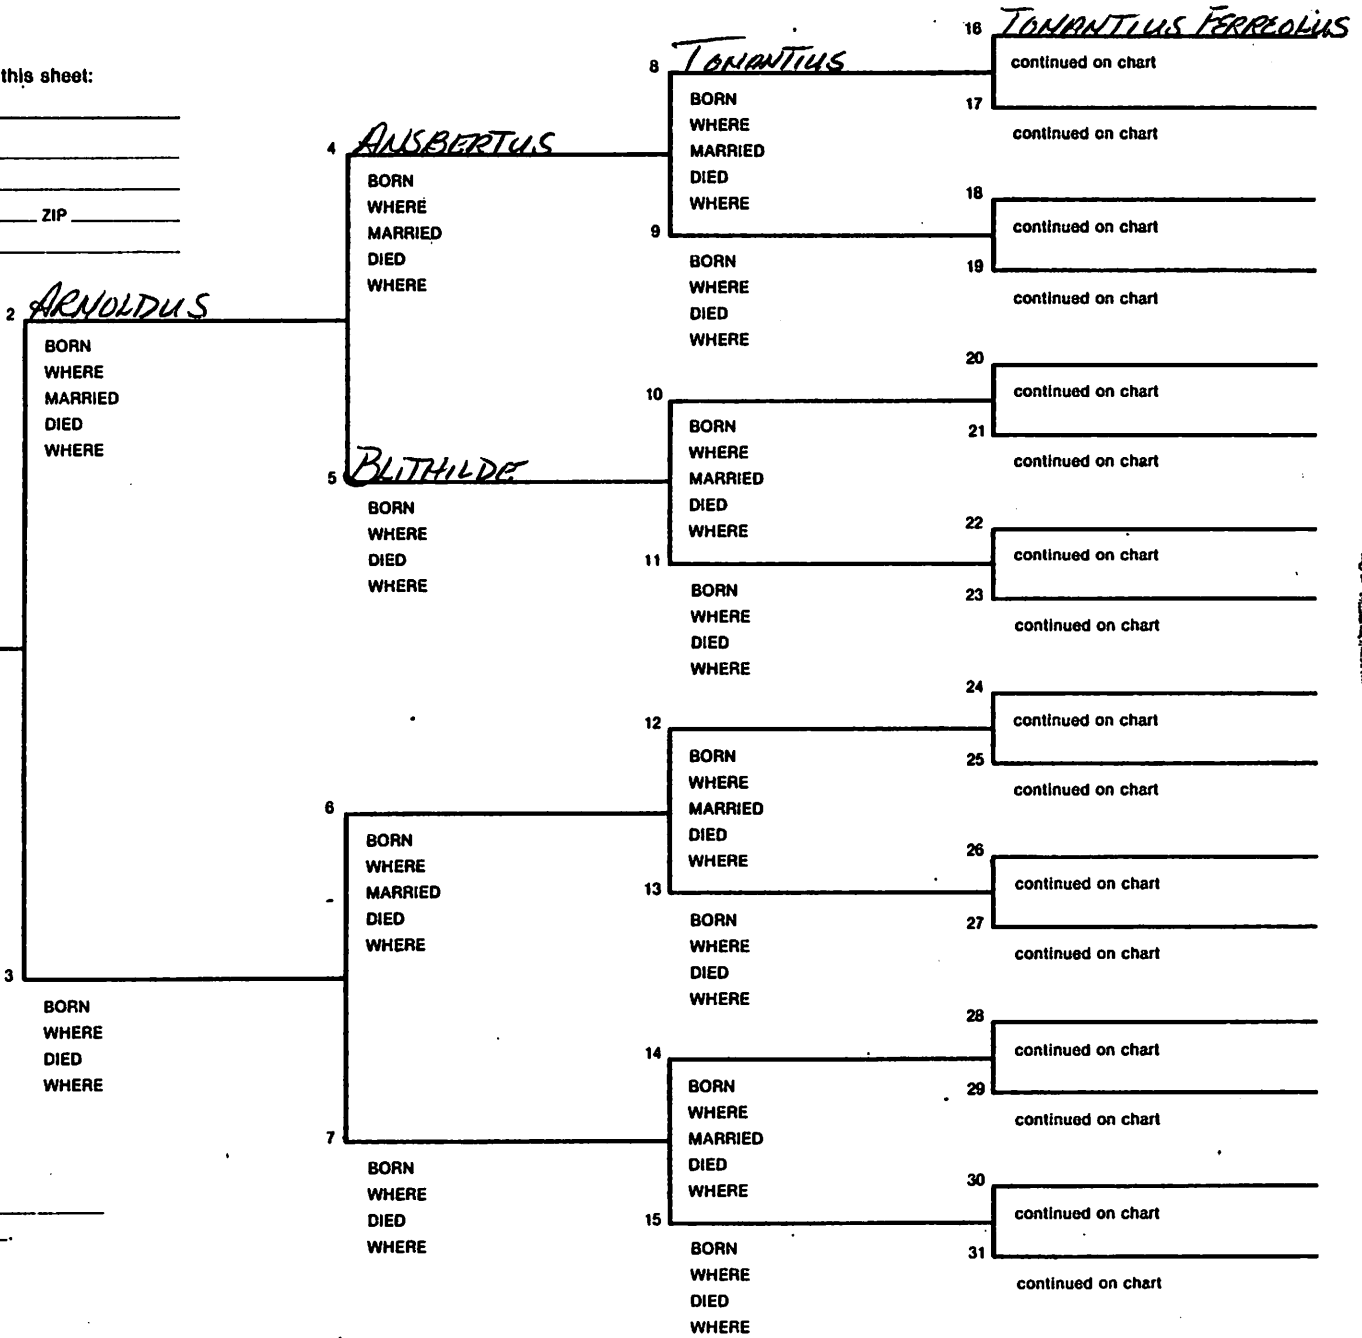 this sheet:
ZIP
2 ARNOLDUS
BORN
WHERE
MARRIED
DIED
WHERE
3
BORN
WHERE
DIED
WHERE
4 ANSBERTUS
BORN
WHERE
MARRIED
DIED
WHERE
5 BLITHILDE
BORN
WHERE
DIED
WHERE
6
BORN
WHERE
MARRIED
DIED
WHERE
7
BORN
WHERE
DIED
WHERE
8 TONANTIUS
BORN
WHERE
MARRIED
DIED
WHERE
9
BORN
WHERE
DIED
WHERE
10
BORN
WHERE
MARRIED
DIED
WHERE
11
BORN
WHERE
DIED
WHERE
12
BORN
WHERE
MARRIED
DIED
WHERE
13
BORN
WHERE
DIED
WHERE
14
BORN
WHERE
MARRIED
DIED
WHERE
15
BORN
WHERE
DIED
WHERE
16 TONANTIUS FERREOLUS
continued on chart
17
continued on chart
18
continued on chart
19
continued on chart
20
continued on chart
21
continued on chart
22
continued on chart
23
continued on chart
24
continued on chart
25
continued on chart
26
continued on chart
27
continued on chart
28
continued on chart
29
continued on chart
30
continued on chart
31
continued on chart